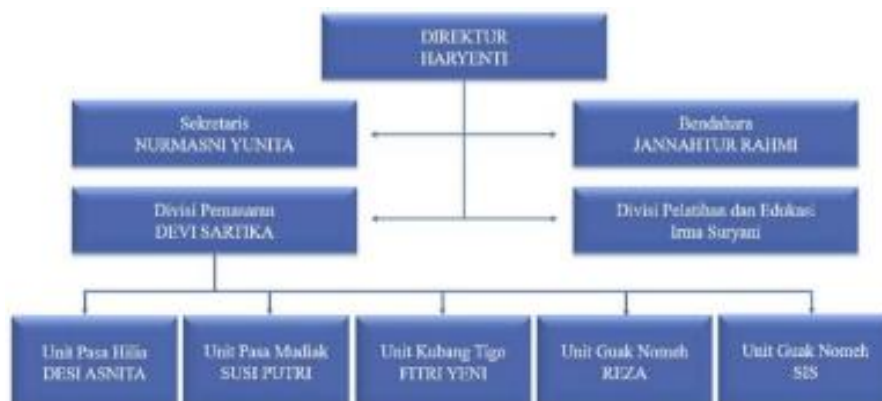 DIREKTUR
HARYENTI
Sekretaris
NURMASNI YUNITA
Bendahara
JANNAHTUR RAHMI
Divisi Pemasaran
DEVI SARTIKA
Divisi Pelatihan dan Edukasi
Irma Suryani
Unit Pasa Hilia
DESI ASNITA
Unit Pasa Mudiak
SUSI PUTRI
Unit Kubang Tigo
FITRI YENI
Unit Guak Nomeh
REZA
Unit Guak Nomeh
SIS